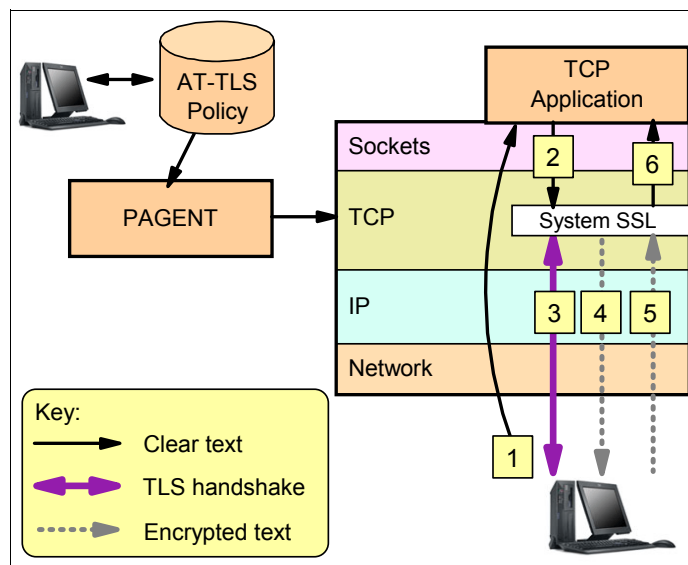 AT-TLS
Policy
TCP
Application
Sockets
2
6
PAGENT
TCP
System SSL
IP
3
4
5
Network
Key:
Clear text
1
TLS handshake
Encrypted text